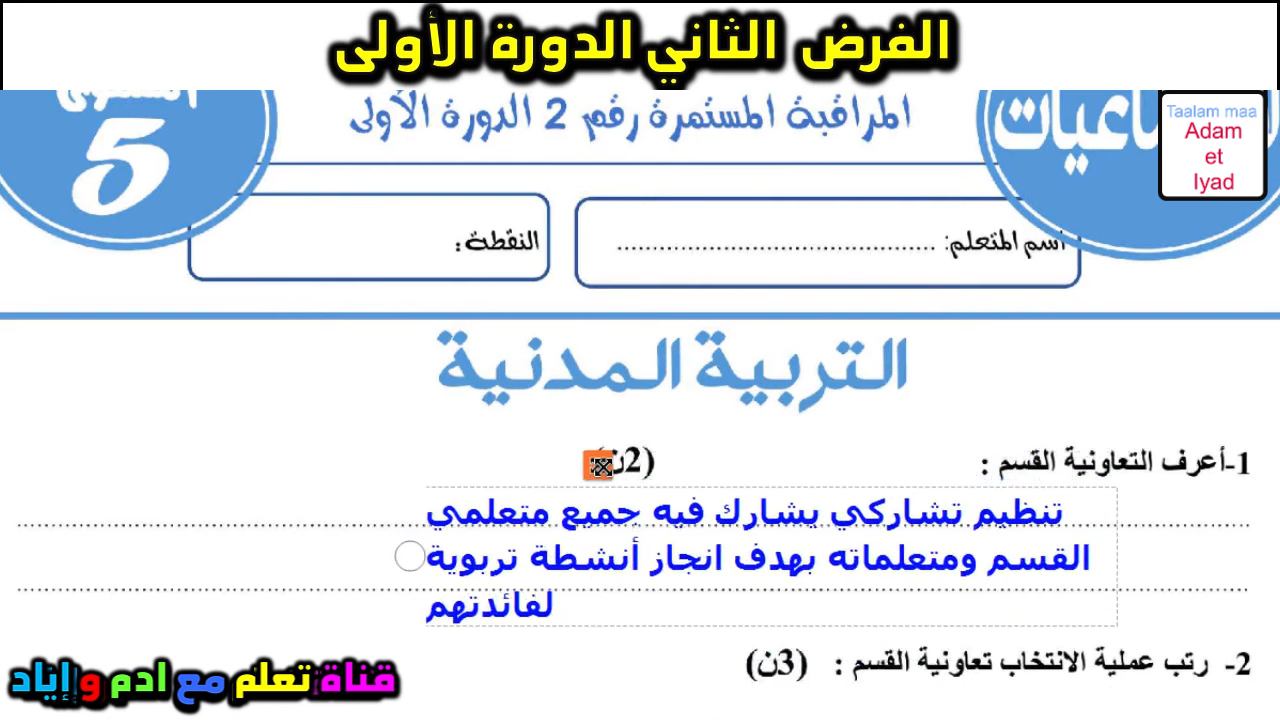 الفرض الثاني الدورة الأولى
المراقبة المستمرة رقم 2 الدورة الأولى
5
Taalam maa
Adam
et
Iyad
اسم المتعلم: ............................................
النقطة:
التربية المدنية
1-أعرف التعاونية القسم : (2ن)
تنظيم تشاركي يشارك فيه جميع متعلمي
القسم ومتعلماته بهدف انجاز أنشطة تربوية
لفائدتهم
2- رتب عملية الانتخاب تعاونية القسم : (3ن)
قناة تعلم مع ادم و إياد